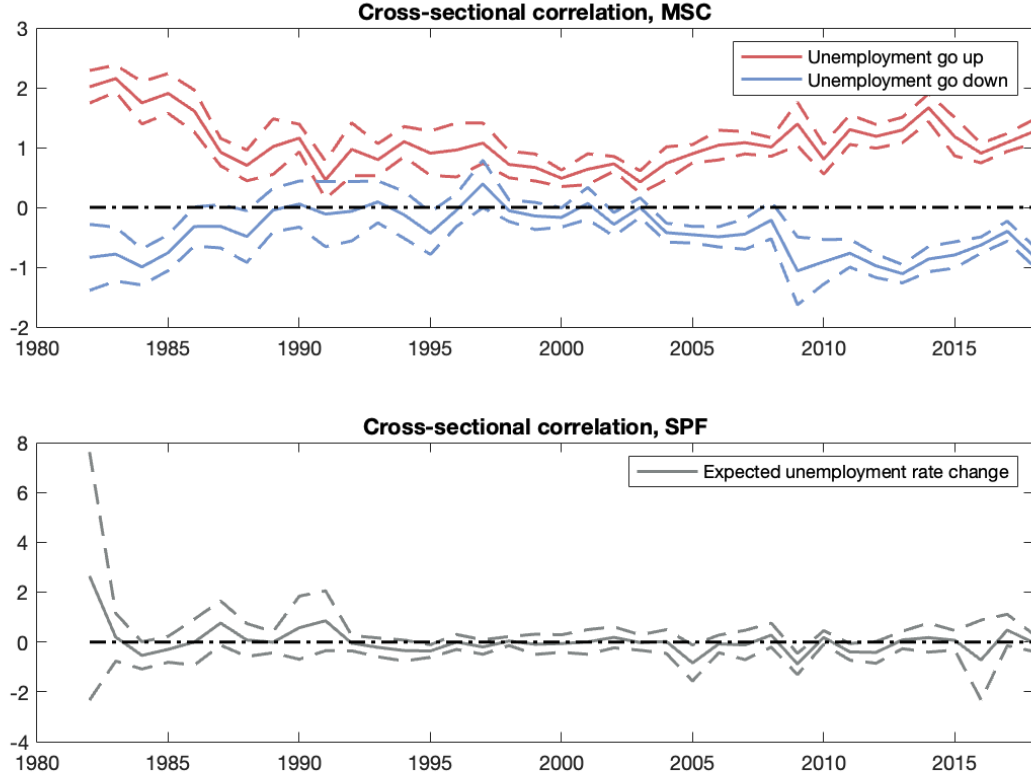 Cross-sectional correlation, MSC
3
2
1
0
-1
-2
Unemployment go up
Unemployment go down
1980 1985 1990 1995 2000 2005 2010 2015
Cross-sectional correlation, SPF
8
6
4
2
0
-2
-4
Expected unemployment rate change
1980 1985 1990 1995 2000 2005 2010 2015